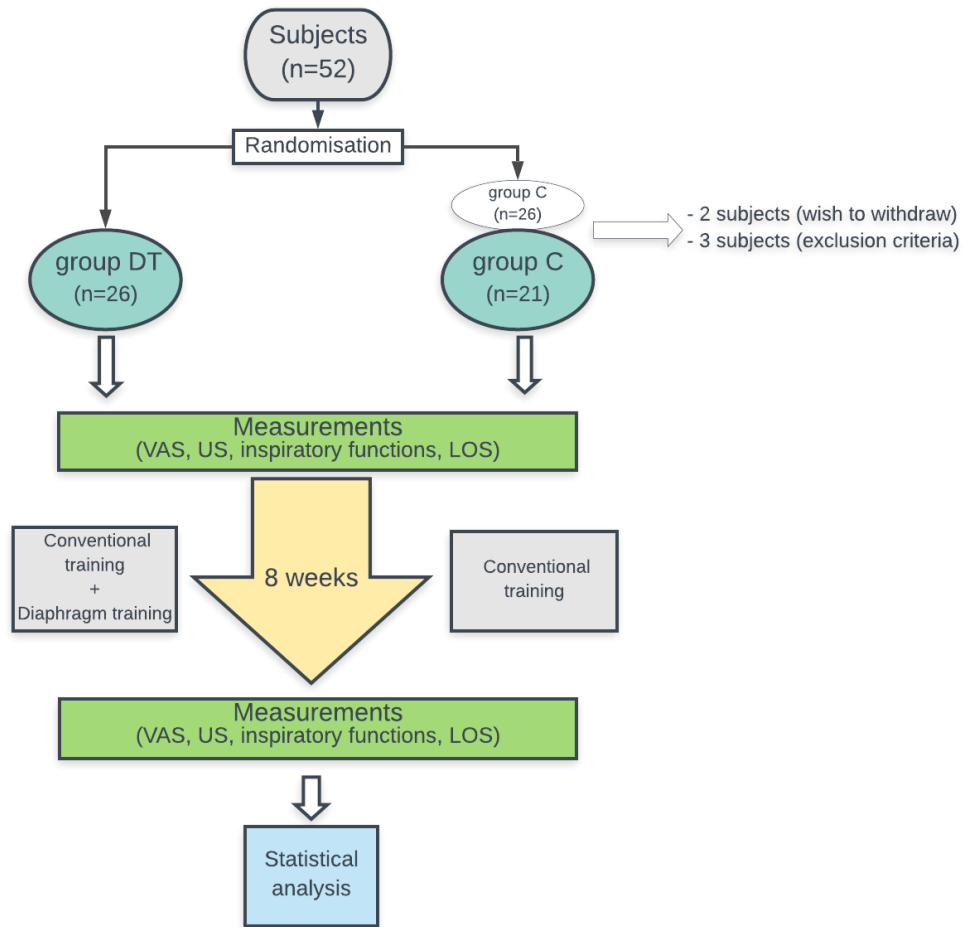 Subjects
(n=52)
Randomisation
group C
(n=26)
- 2 subjects (wish to withdraw)
- 3 subjects (exclusion criteria)
group DT
(n=26)
group C
(n=21)
Measurements
(VAS, US, inspiratory functions, LOS)
Conventional
training
+
Diaphragm training
8 weeks
Conventional
training
Measurements
(VAS, US, inspiratory functions, LOS)
Statistical
analysis